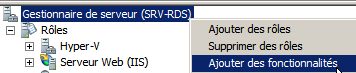 Gestionnaire de serveur (SRV-RDS)
Rôles
Hyper-V
Serveur Web (IIS)
Ajouter des rôles
Supprimer des rôles
Ajouter des fonctionnalités